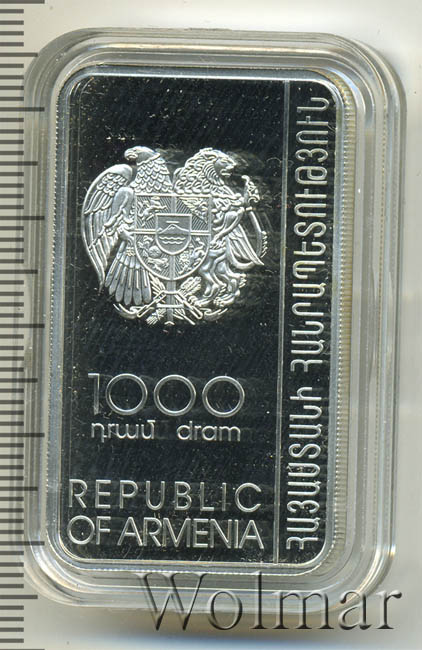 1000
դրամ dram
REPUBLIC
OF ARMENIA
ՀԱՅԱՍՏԱՆԻ ՀԱՆՐԱՊԵՏՈՒԹՅՈՒՆ
Wolmar